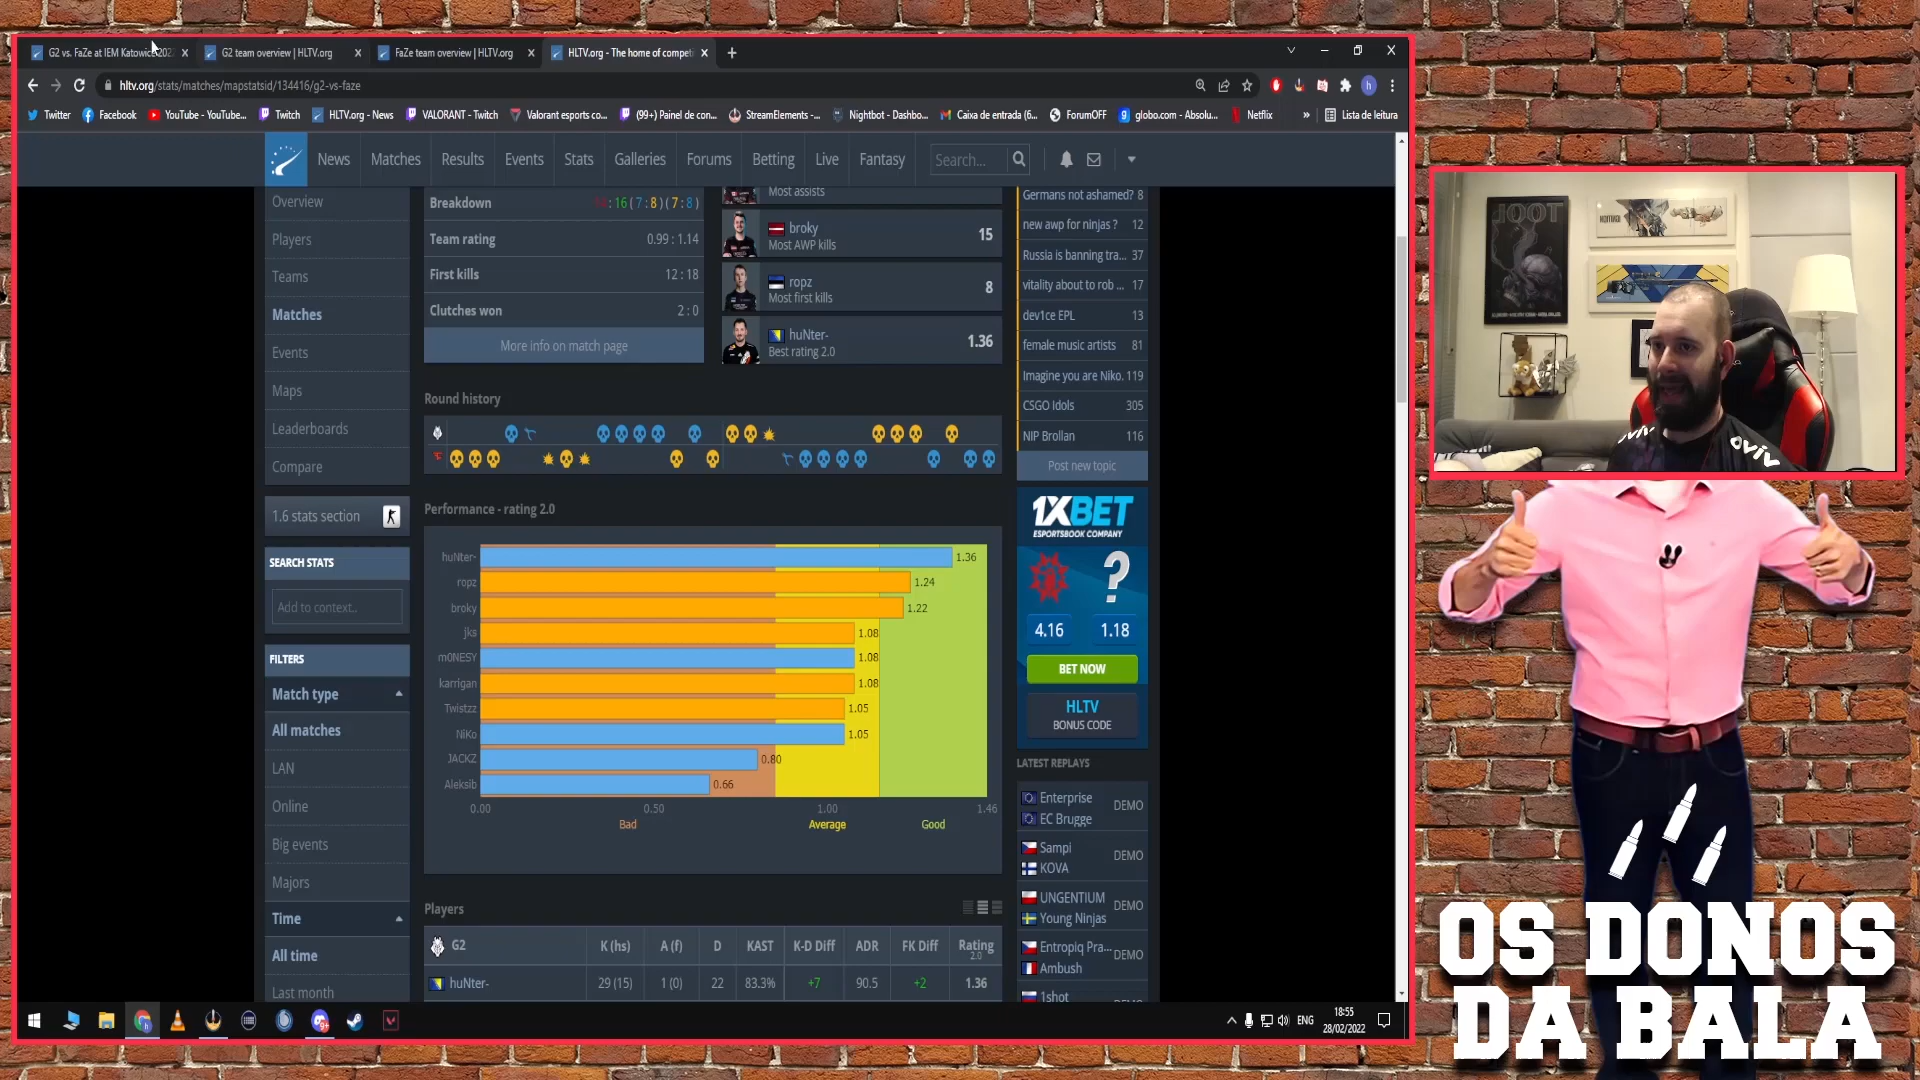 G2 vs. FaZe at IEM Katowice 202
G2 team overview | HLTV.org
FaZe team overview | HLTV.org
HLTV.org - The home of competi
hltv.org/stats/matches/mapstatsid/134416/g2-vs-faze
Twitter
Facebook
YouTube - YouTube...
Twitch
HLTV.org - News
VALORANT - Twitch
Valorant esports co...
(99+) Painel de con...
StreamElements -...
Nightbot - Dashbo...
Caixa de entrada (6...
ForumOFF
globo.com - Absolu...
Netflix
»
Lista de leitura
News
Matches
Results
Events
Stats
Galleries
Forums
Betting
Live
Fantasy
Search...
Overview
Players
Teams
Matches
Events
Maps
Leaderboards
Compare
1.6 stats section
SEARCH STATS
Add to context..
FILTERS
Match type
All matches
LAN
Online
Big events
Majors
Time
All time
Last month
Breakdown : 16 ( 7 : 8 ) ( 7 : 8 )
Team rating 0.99 : 1.14
First kills 12 : 18
Clutches won 2 : 0
More info on match page
Most assists
broky
Most AWP kills
15
ropz
Most first kills
8
huNter-
Best rating 2.0
1.36
Round history
Performance - rating 2.0
huNter- 1.36
ropz 1.24
broky 1.22
jks 1.08
m0NESY 1.08
karrigan 1.08
Twistzz 1.05
NiKo 1.05
JACKZ 0.80
Aleksib 0.66
0.00 0.50 1.00 1.46
Bad Average Good
Players
G2 K (hs) A (f) D KAST K-D Diff ADR FK Diff Rating
2.0
huNter- 29 (15) 1 (0) 22 83.3% +7 90.5 +2 1.36
Germans not ashamed? 8
new awp for ninjas ? 12
Russia is banning tra... 37
vitality about to rob ... 17
dev1ce EPL 13
female music artists 81
Imagine you are Niko. 119
CSGO Idols 305
NIP Brollan 116
Post new topic
1XBET
ESPORTSBOOK COMPANY
?
4.16 1.18
BET NOW
HLTV
BONUS CODE
LATEST REPLAYS
Enterprise
EC Brugge
DEMO
Sampi
KOVA
DEMO
UNGENTIUM
Young Ninjas
DEMO
Entropiq Pra...
Ambush
DEMO
1shot
ENG
18:55
28/02/2022
OS DONOS
DA BALA